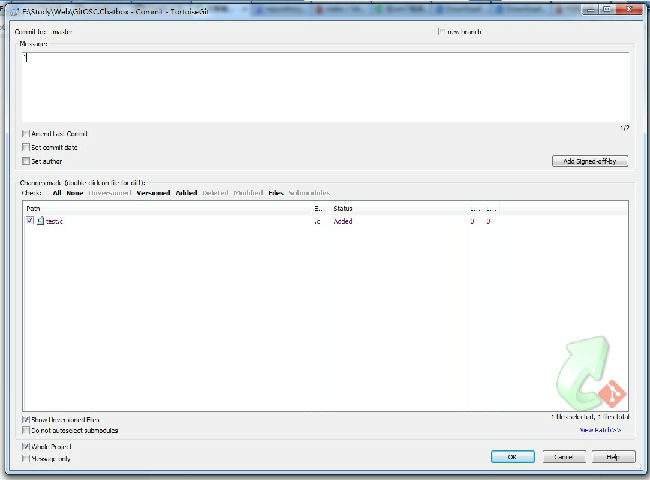 E:\Study\Web\GitOSC.Chatbox - Commit - TortoiseGit
Commit to: master
new branch
Message:
1/2
Amend Last Commit
Set commit date
Set author
Add Signed-off-by
Changes made (double-click on file for diff):
Check: All None Unversioned Versioned Added Deleted Modified Files Submodules
Path E... Status .... ....
test.c .c Added 0 0
Show Unversioned Files
1 files selected, 1 files total
Do not autoselect submodules
View Patch>>
Whole Project
Message only
OK Cancel Help